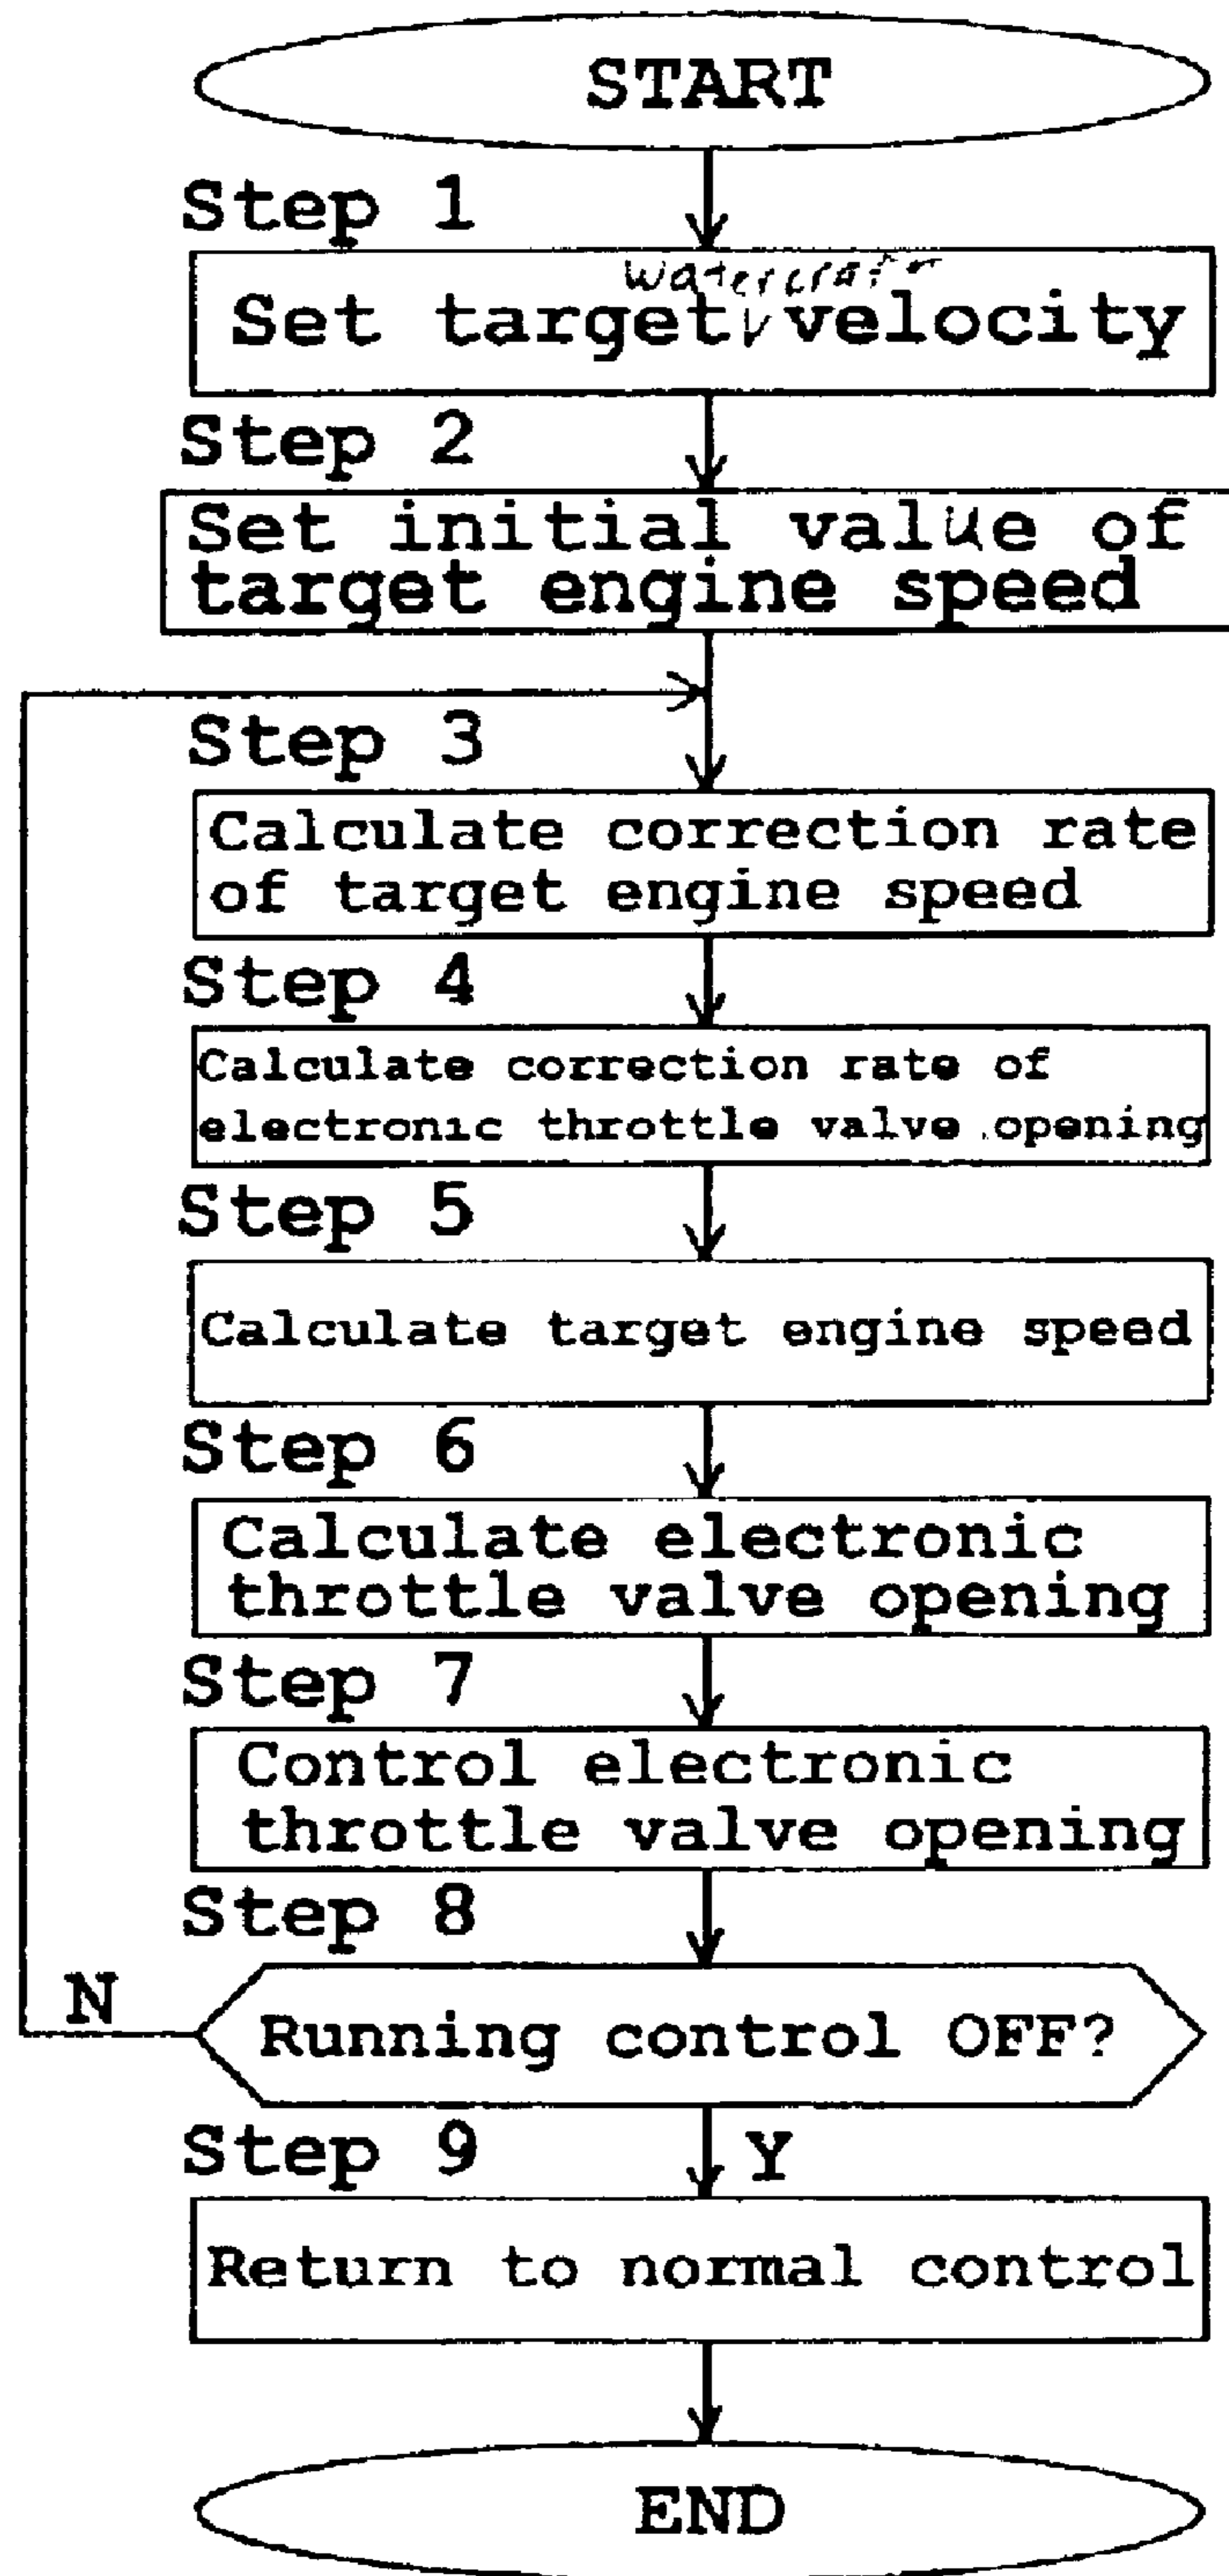 START
Step 1
watercraft
Set target velocity
Step 2
Set initial value of
target engine speed
Step 3
Calculate correction rate
of target engine speed
Step 4
Calculate correction rate of
electronic throttle valve opening
Step 5
Calculate target engine speed
Step 6
Calculate electronic
throttle valve opening
Step 7
Control electronic
throttle valve opening
Step 8
N
Running control OFF?
Step 9
Y
Return to normal control
END